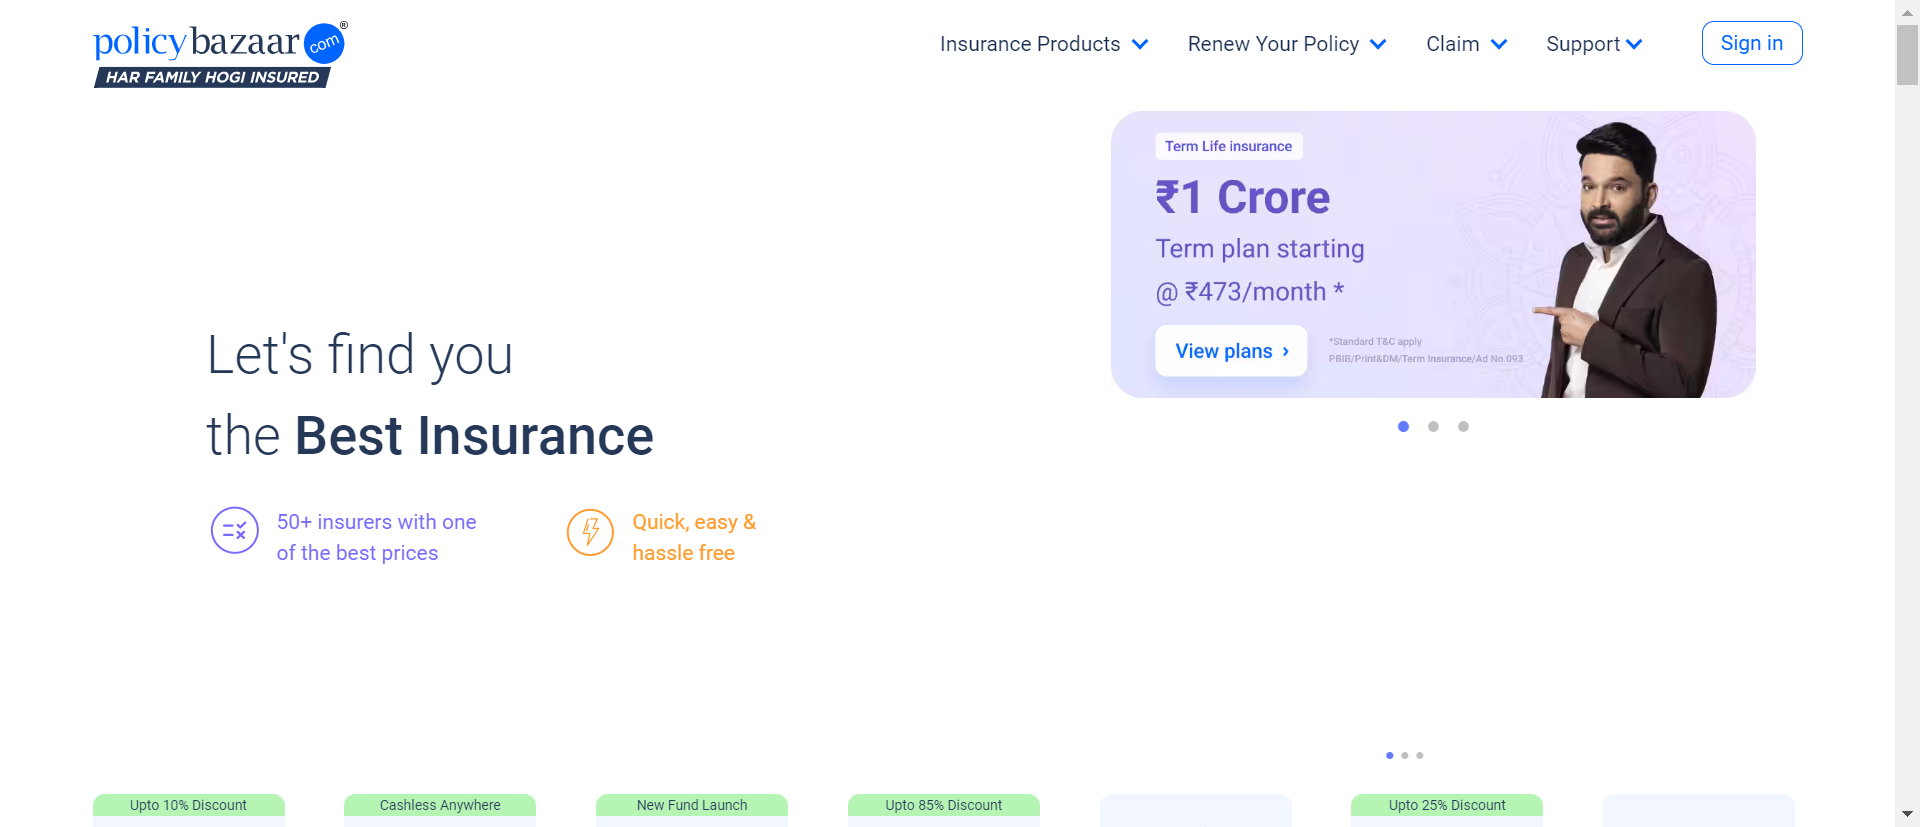 policybazaar com ®
HAR FAMILY HOGI INSURED
Insurance Products
Renew Your Policy
Claim
Support
Sign in
Term Life insurance
₹1 Crore
Term plan starting
@ ₹473/month *
View plans ›
*Standard T&C apply
PBIB/Print&DM/Term Insurance/Ad No.093
Let's find you
the Best Insurance
50+ insurers with one
of the best prices
Quick, easy &
hassle free
Upto 10% Discount
Cashless Anywhere
New Fund Launch
Upto 85% Discount
Upto 25% Discount